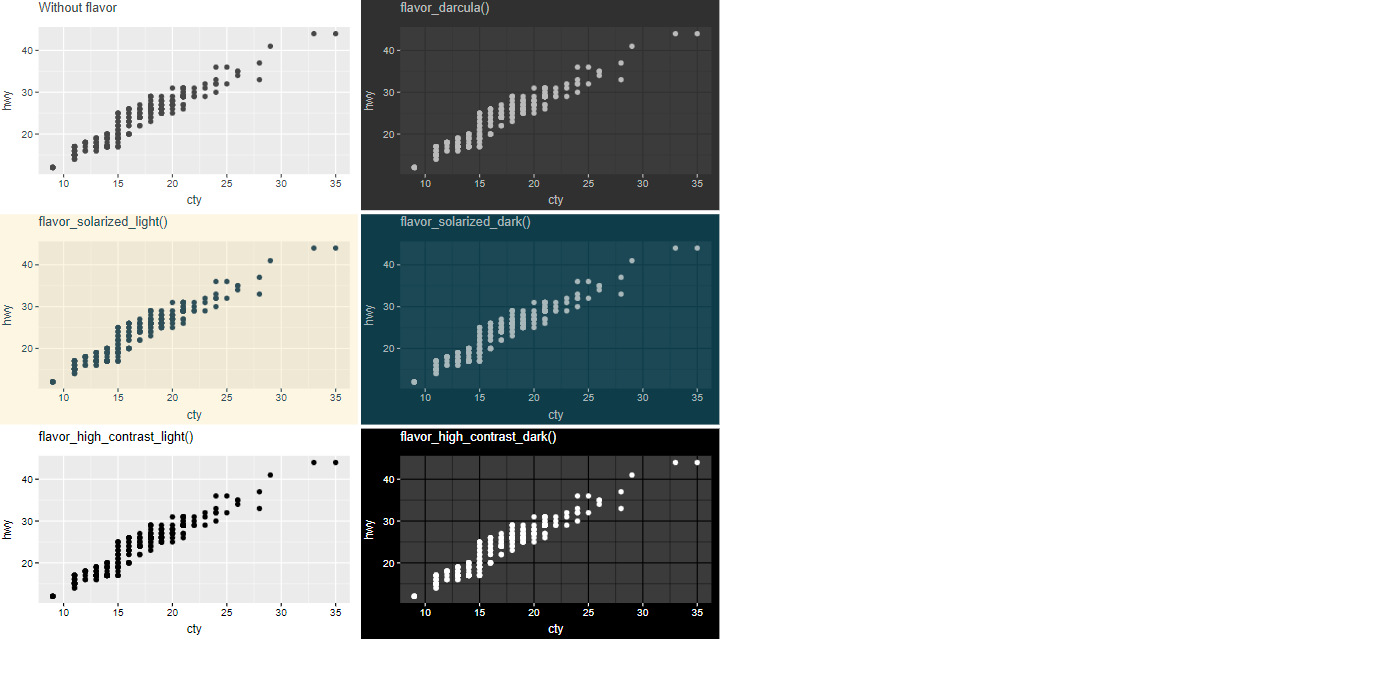 Without flavor
hwy
40
30
20
10 15 20 25 30 35
cty
flavor_darcula()
hwy
40
30
20
10 15 20 25 30 35
cty
flavor_solarized_light()
hwy
40
30
20
10 15 20 25 30 35
cty
flavor_solarized_dark()
hwy
40
30
20
10 15 20 25 30 35
cty
flavor_high_contrast_light()
hwy
40
30
20
10 15 20 25 30 35
cty
flavor_high_contrast_dark()
hwy
40
30
20
10 15 20 25 30 35
cty